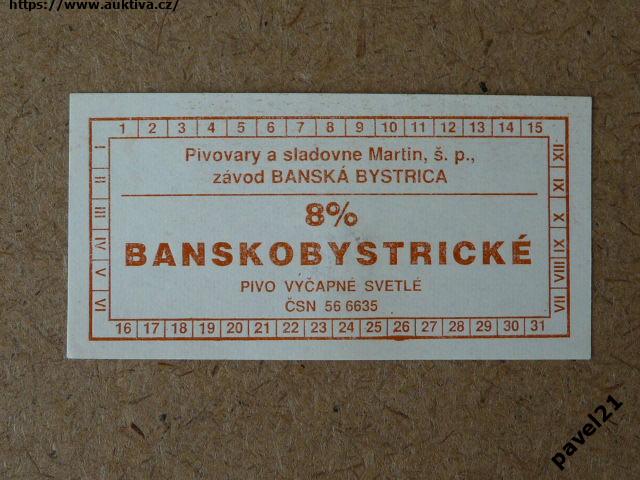 https://www.auktiva.cz/
1 2 3 4 5 6 7 8 9 10 11 12 13 14 15
I II III IV V VI
Pivovary a sladovne Martin, š. p.,
závod BANSKÁ BYSTRICA
8%
BANSKOBYSTRICKÉ
PIVO VYČAPNÉ SVETLÉ
ČSN 56 6635
XII XI X IX VIII VII
16 17 18 19 20 21 22 23 24 25 26 27 28 29 30 31
pavel21